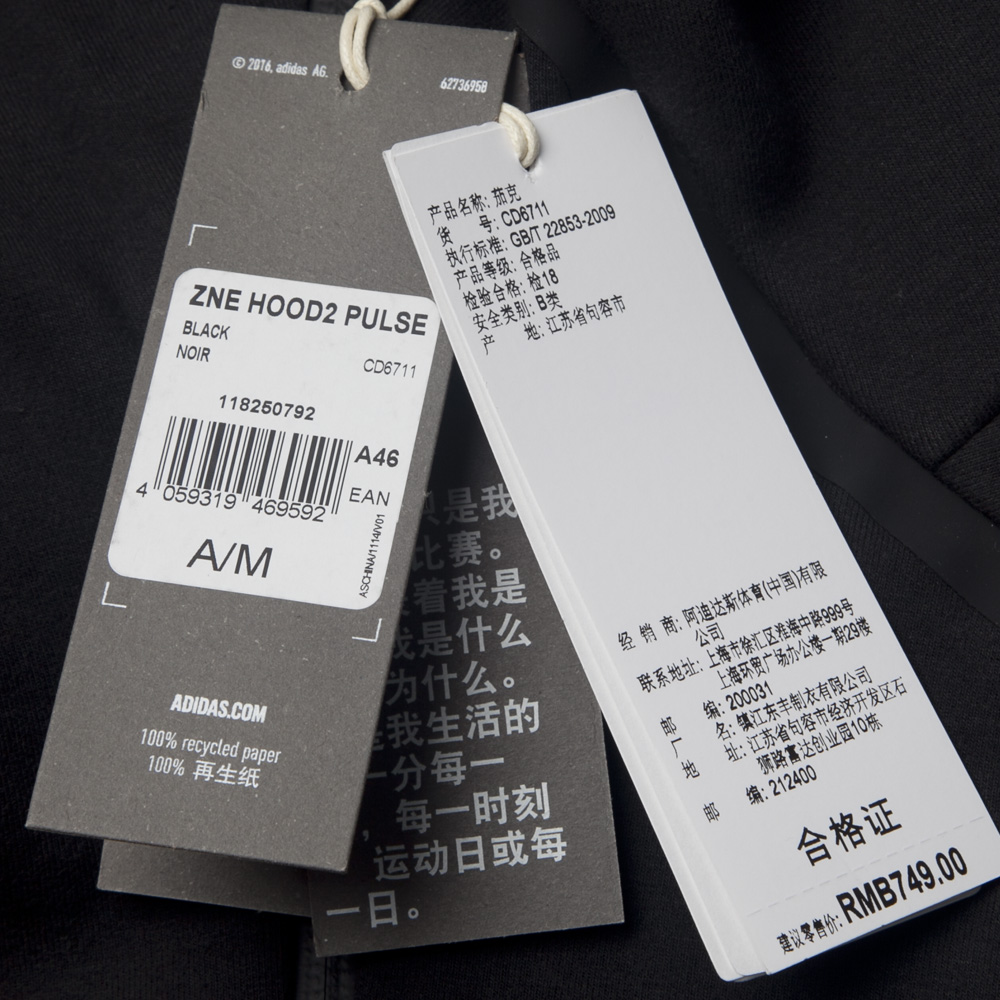 © 2016, adidas AG.
62736958
ZNE HOOD2 PULSE
BLACK
NOIR
CD6711
118250792
A46
4 059319 469592
EAN
A/M
ASCHINA/1114/V01
ADIDAS.COM
100% recycled paper
100% 再生纸
是我
比赛。
着我是
我是什么
为什么。
我生活的
一分每一
，每一时刻
运动日或每
一日。
产品名称: 茄克
货 号: CD6711
执行标准: GB/T 22853-2009
产品等级: 合格品
检验合格: 检18
安全类别: B类
产 地: 江苏省句容市
经 销 商: 阿迪达斯体育(中国)有限
公司
联系地址: 上海市徐汇区淮海中路999号
上海环贸广场办公楼一期29楼
邮 编: 200031
厂 名: 镇江东丰制衣有限公司
地 址: 江苏省句容市经济开发区石
狮路富达创业园10栋
邮 编: 212400
合格证
建议零售价: RMB749.00